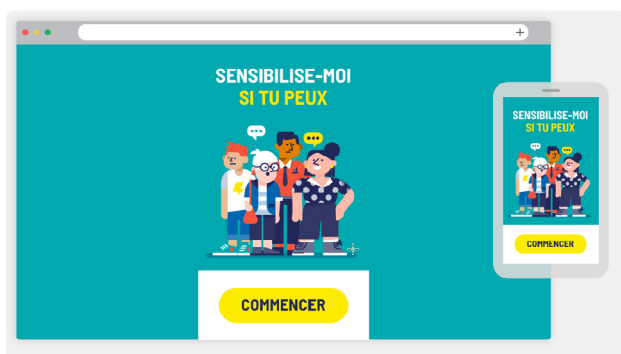 SENSIBILISE-MOI
SI TU PEUX
COMMENCER
SENSIBILISE-MOI
SI TU PEUX
COMMENCER